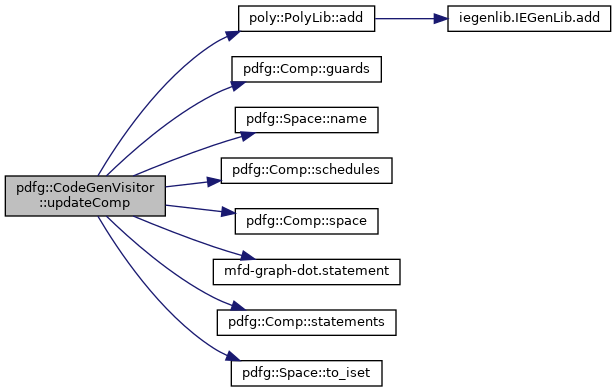 pdfg::CodeGenVisitor
::updateComp
poly::PolyLib::add
iegenlib.IEGenLib.add
pdfg::Comp::guards
pdfg::Space::name
pdfg::Comp::schedules
pdfg::Comp::space
mfd-graph-dot.statement
pdfg::Comp::statements
pdfg::Space::to_iset